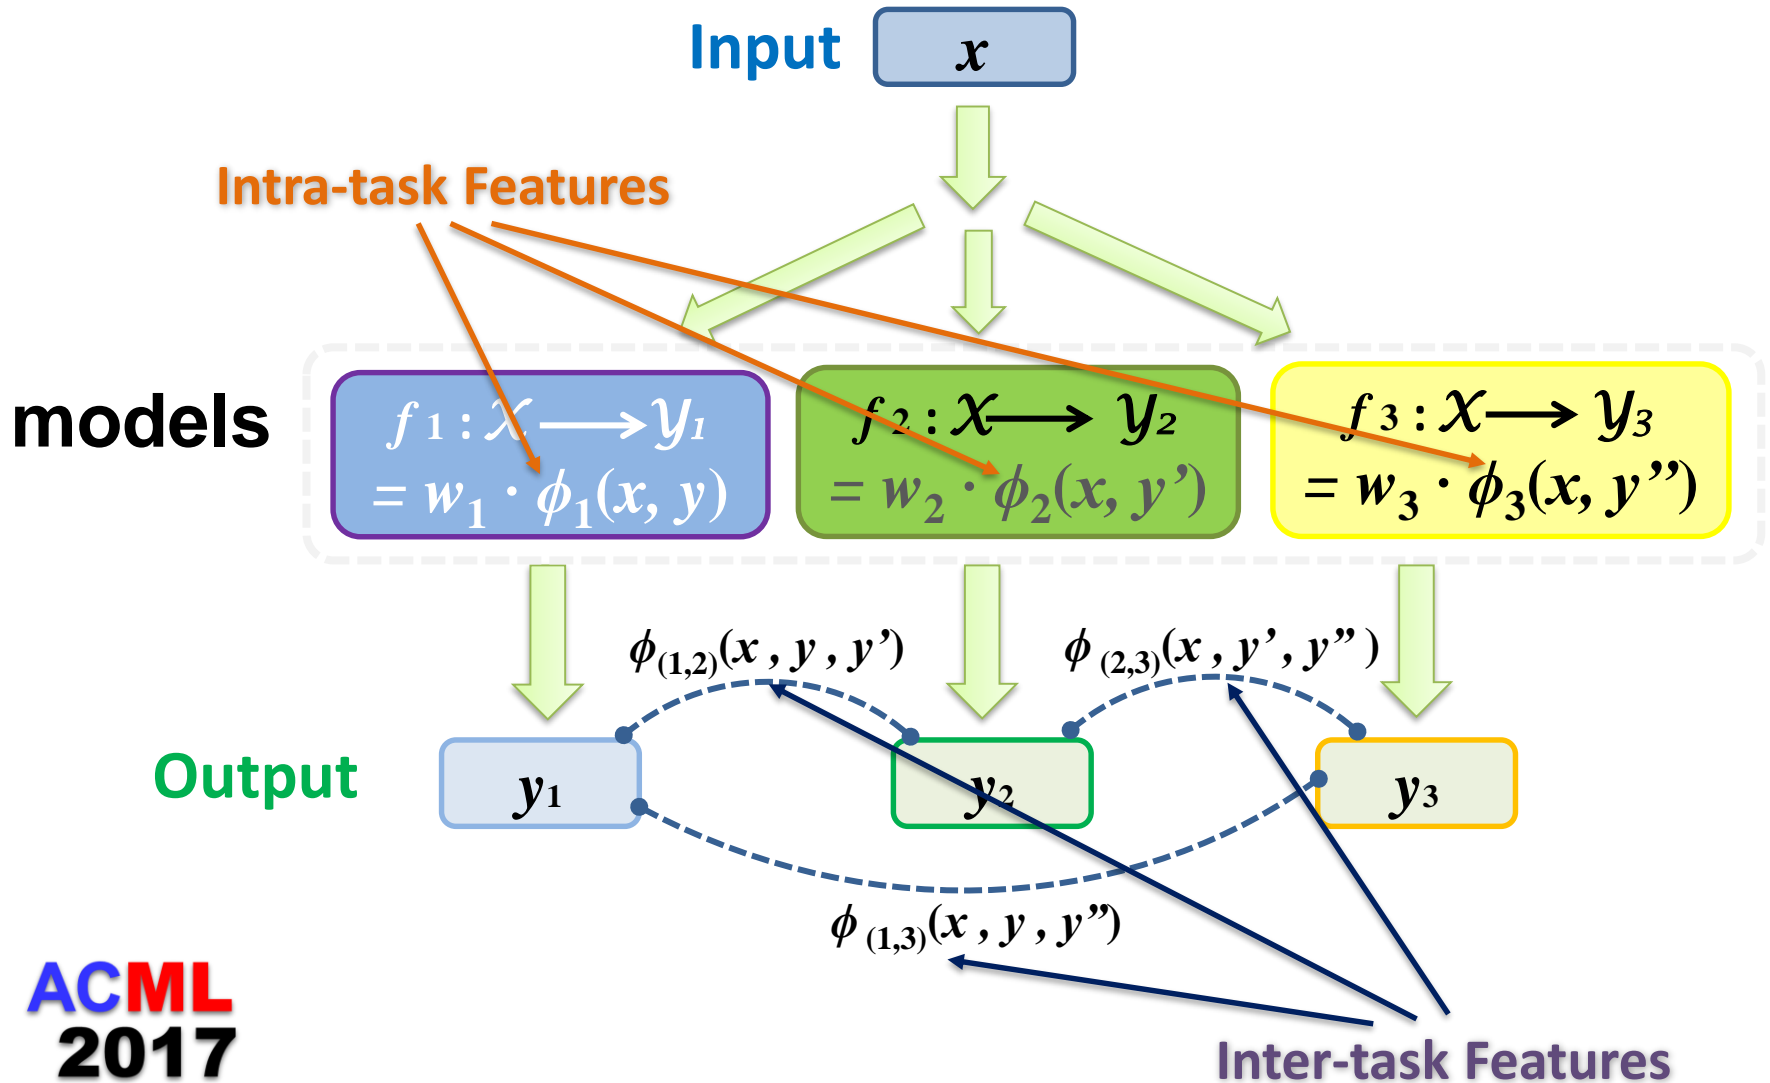 Input
x
Intra-task Features
models
f 1 : 𝒳 ⟶ 𝒴1
= w1 · ϕ1(x, y)
f 2 : 𝒳 ⟶ 𝒴2
= w2 · ϕ2(x, y’)
f 3 : 𝒳 ⟶ 𝒴3
= w3 · ϕ3(x, y”)
ϕ(1,2)(x , y , y’)
ϕ (2,3)(x , y’ , y” )
Output
y1
y2
y3
ϕ (1,3)(x , y , y”)
ACML
2017
Inter-task Features